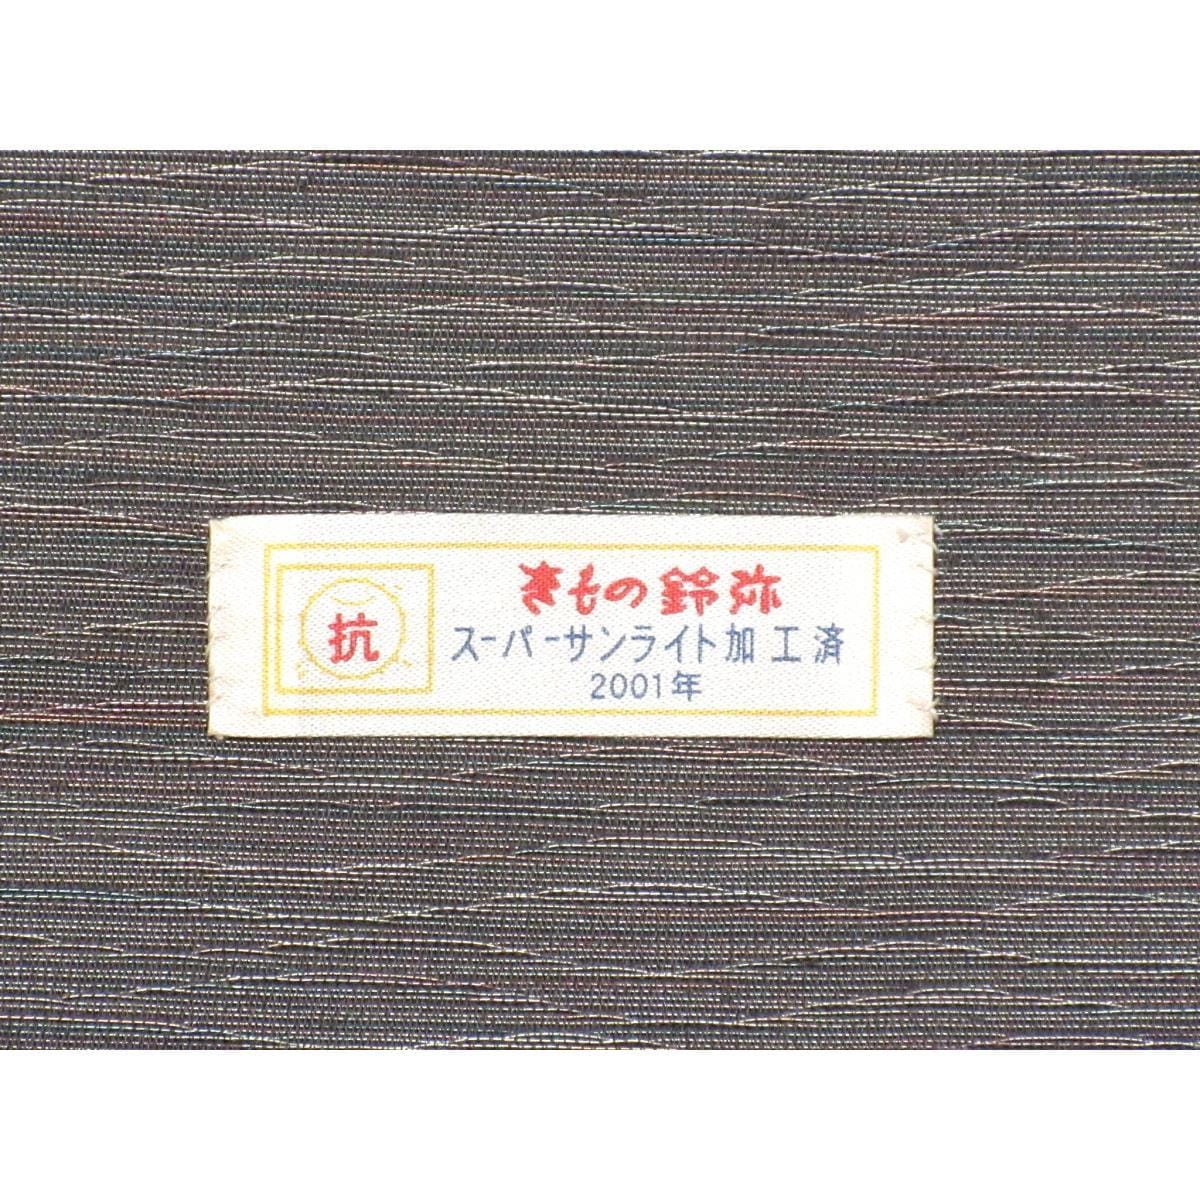 抗
きもの鈴弥
スーパーサンライト加工済
2001年